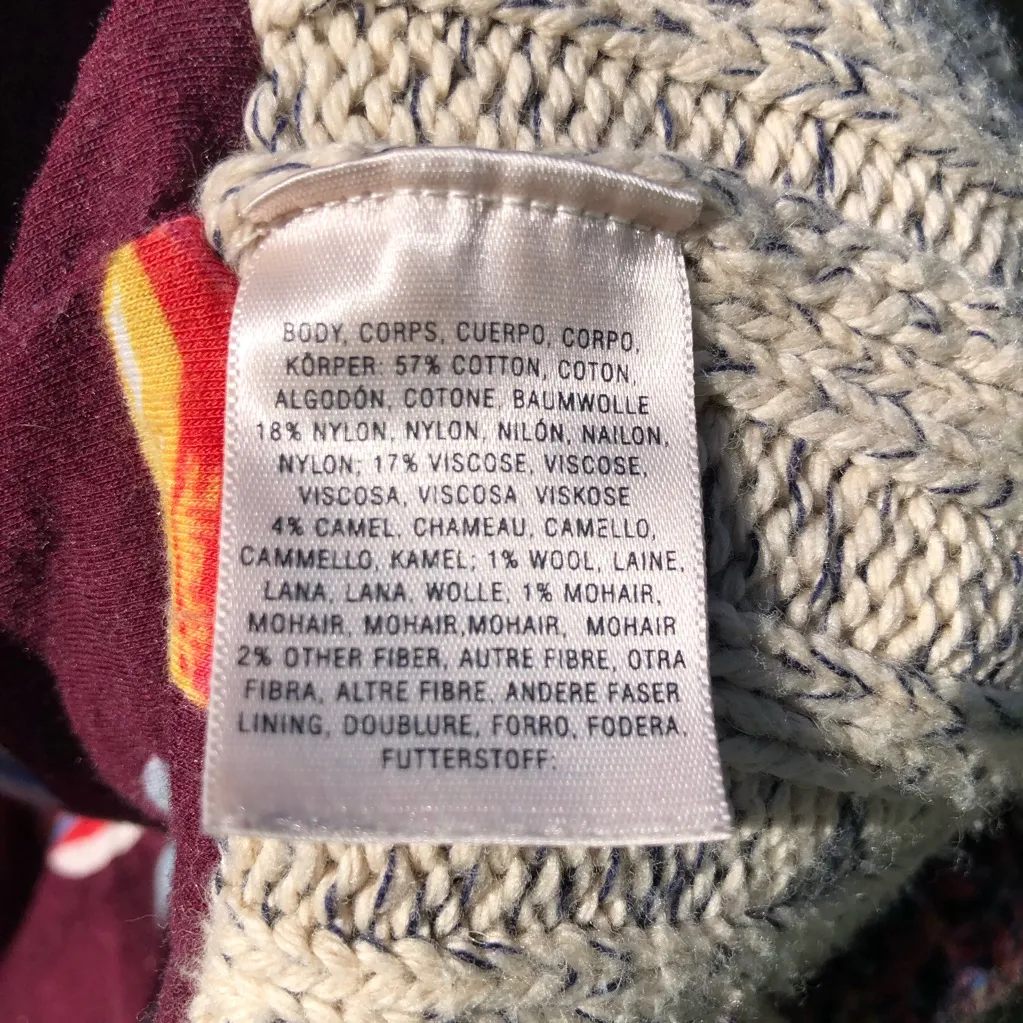 BODY, CORPS, CUERPO, CORPO,
KÖRPER: 57% COTTON, COTON,
ALGODÓN, COTONE, BAUMWOLLE
18% NYLON, NYLON, NILÓN, NAILON,
NYLON; 17% VISCOSE, VISCOSE,
VISCOSA, VISCOSA VISKOSE
4% CAMEL, CHAMEAU, CAMELLO,
CAMMELLO, KAMEL; 1% WOOL, LAINE,
LANA, LANA, WOLLE; 1% MOHAIR,
MOHAIR, MOHAIR,MOHAIR, MOHAIR
2% OTHER FIBER, AUTRE FIBRE, OTRA
FIBRA, ALTRE FIBRE, ANDERE FASER
LINING, DOUBLURE, FORRO, FODERA,
FUTTERSTOFF: